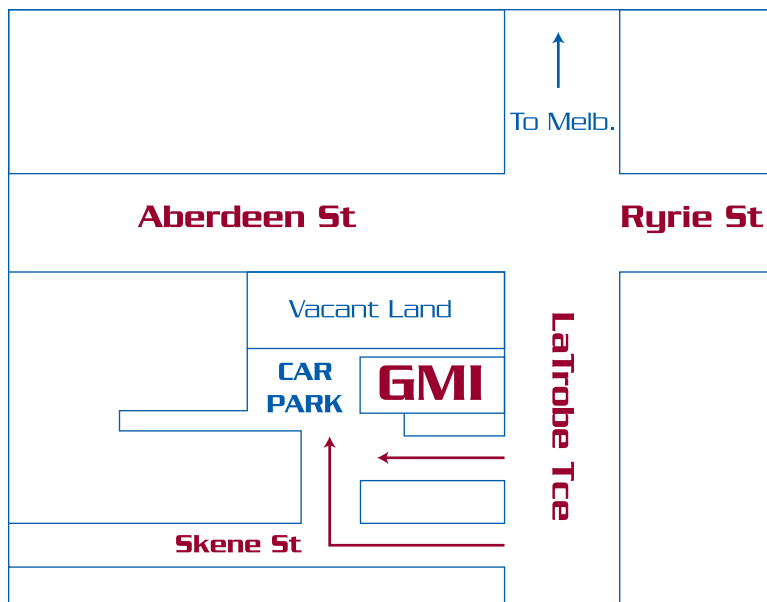 To Melb.
Aberdeen St
Ryrie St
Vacant Land
LaTrobe Tce
CAR
PARK
GMI
Skene St